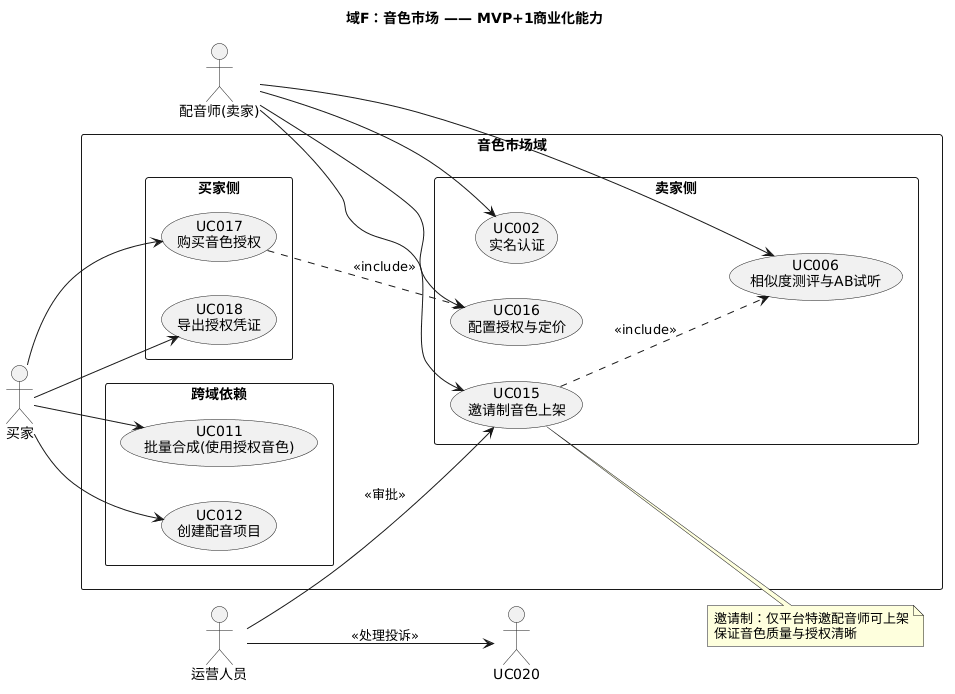 域F：音色市场 —— MVP+1商业化能力
配音师(卖家)
音色市场域
买家侧
UC017
购买音色授权
UC018
导出授权凭证
卖家侧
UC002
实名认证
UC006
相似度测评与AB试听
«include»
UC016
配置授权与定价
«include»
UC015
邀请制音色上架
跨域依赖
UC011
批量合成(使用授权音色)
UC012
创建配音项目
买家
«审批»
«处理投诉»
运营人员
UC020
邀请制：仅平台特邀配音师可上架
保证音色质量与授权清晰